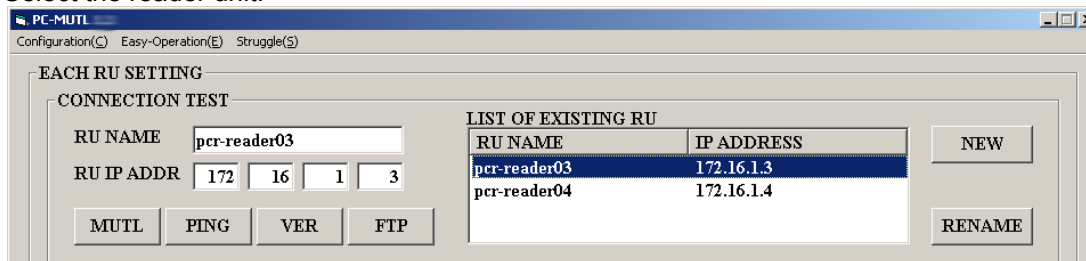 Select the reader unit.
PC-MUTL
Configuration(C) Easy-Operation(E) Struggle(S)
EACH RU SETTING
CONNECTION TEST
RU NAME pcr-reader03
RU IP ADDR 172 16 1 3
MUTL PING VER FTP
LIST OF EXISTING RU
RU NAME IP ADDRESS
pcr-reader03 172.16.1.3
pcr-reader04 172.16.1.4
NEW
RENAME